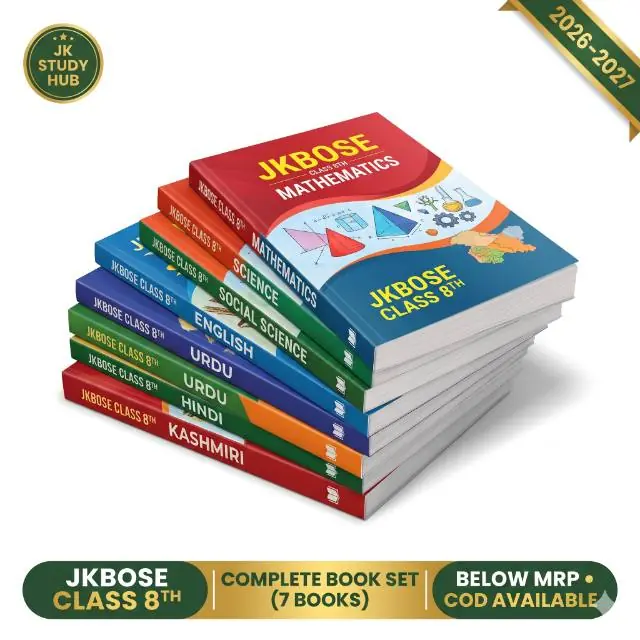 JK
STUDY
HUB
2026-2027
JKBOSE
CLASS 8TH
MATHEMATICS
JKBOSE
CLASS 8TH
JKBOSE CLASS 8TH MATHEMATICS
JKBOSE CLASS 8TH SCIENCE
JKBOSE CLASS 8TH SOCIAL SCIENCE
JKBOSE CLASS 8TH ENGLISH
JKBOSE CLASS 8TH URDU
JKBOSE CLASS 8TH URDU
JKBOSE CLASS 8TH HINDI
JKBOSE CLASS 8TH KASHMIRI
JKBOSE
CLASS 8TH
COMPLETE BOOK SET
(7 BOOKS)
BELOW MRP •
COD AVAILABLE